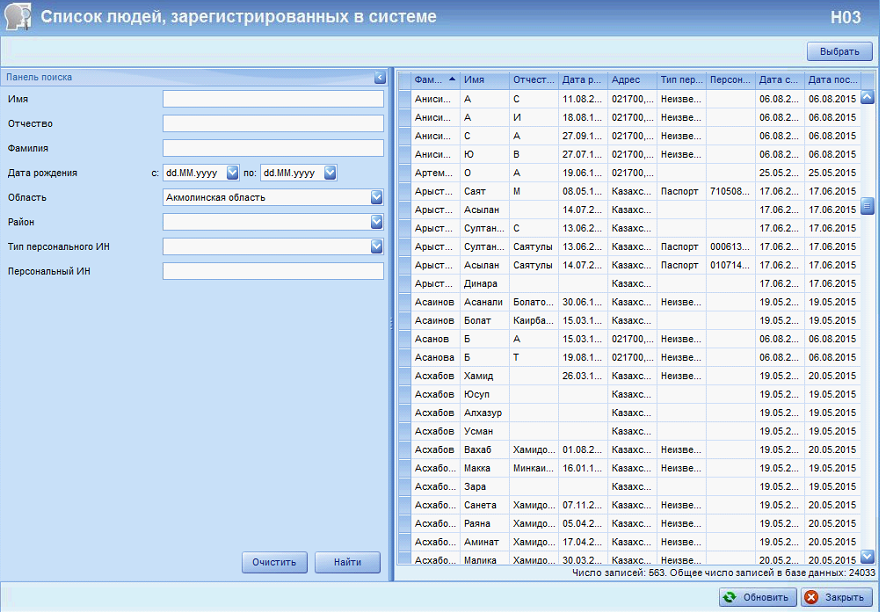 Список людей, зарегистрированных в системе H03
Выбрать
Панель поиска
Имя
Отчество
Фамилия
Дата рождения с: dd.MM.yyyy по: dd.MM.yyyy
Область Акмолинская область
Район
Тип персонального ИН
Персональный ИН
Очистить Найти
Фам... Имя Отчест... Дата р... Адрес Тип пер... Персон... Дата с... Дата пос...
Аниси... А С 11.08.2... 021700,... Неизве... 06.08.2... 06.08.2015
Аниси... А И 18.08.1... 021700,... Неизве... 06.08.2... 06.08.2015
Аниси... С А 27.09.1... 021700,... Неизве... 06.08.2... 06.08.2015
Аниси... Ю В 27.07.1... 021700,... Неизве... 06.08.2... 06.08.2015
Артем... О А 19.06.1... 021700,... Неизве... 25.05.2... 25.05.2015
Арыст... Саят М 08.05.1... Казахс... Паспорт 710508... 17.06.2... 17.06.2015
Арыст... Асылан 14.07.2... Казахс... 17.06.2... 17.06.2015
Арыст... Султан... С 13.06.2... Казахс... 17.06.2... 17.06.2015
Арыст... Султан... Саятулы 13.06.2... Казахс... Паспорт 000613... 17.06.2... 17.06.2015
Арыст... Асылан Саятулы 14.07.2... Казахс... Паспорт 010714... 17.06.2... 17.06.2015
Арыст... Динара Казахс... 17.06.2... 17.06.2015
Асаинов Асанали Болато... 30.06.1... Казахс... Неизве... 19.05.2... 19.05.2015
Асаинов Болат Каирба... 15.03.1... Казахс... 19.05.2... 19.05.2015
Асанов Б А 15.03.1... 021700,... Неизве... 06.08.2... 06.08.2015
Асанова Б Т 19.08.1... 021700,... Неизве... 06.08.2... 06.08.2015
Асхабов Хамид 26.03.1... Казахс... Неизве... 19.05.2... 20.05.2015
Асхабов Юсуп Казахс... 19.05.2... 19.05.2015
Асхабов Алхазур Казахс... 19.05.2... 19.05.2015
Асхабов Усман Казахс... 19.05.2... 19.05.2015
Асхабов Вахаб Хамидо... 01.08.2... Казахс... Неизве... 19.05.2... 20.05.2015
Асхабо... Макка Минкаи... 16.01.1... Казахс... Неизве... 19.05.2... 19.05.2015
Асхабо... Зара Казахс... 19.05.2... 19.05.2015
Асхабо... Санета Хамидо... 07.11.2... Казахс... Неизве... 19.05.2... 20.05.2015
Асхабо... Раяна Хамидо... 05.04.2... Казахс... Неизве... 19.05.2... 19.05.2015
Асхабо... Аминат Хамидо... 17.04.2... Казахс... Неизве... 19.05.2... 20.05.2015
Асхабо... Малика Хамидо... 30.03.2... Казахс... Неизве... 20.05.2... 20.05.2015
Число записей: 563. Общее число записей в базе данных: 24033
Обновить Закрыть